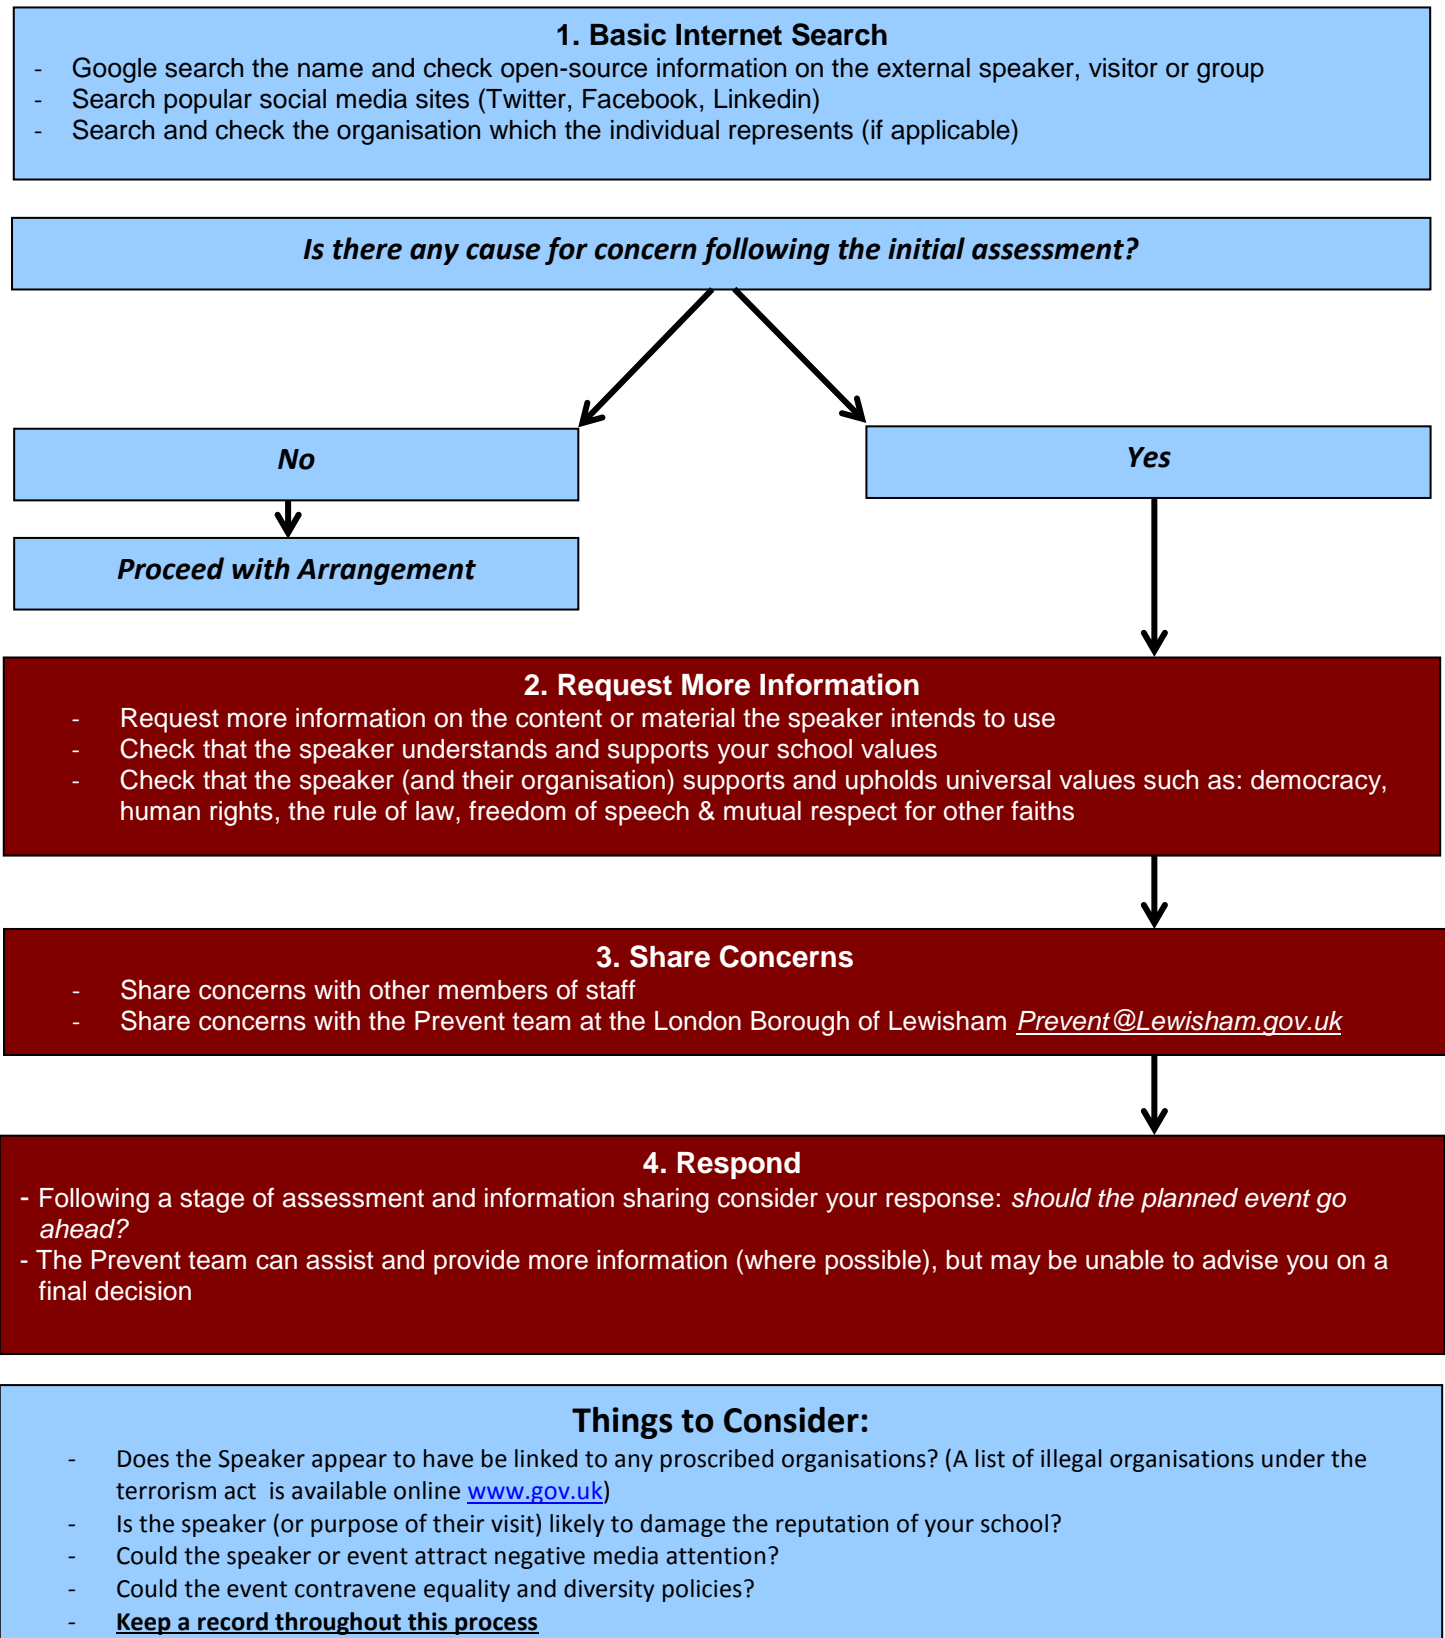 1. Basic Internet Search
- Google search the name and check open-source information on the external speaker, visitor or group
- Search popular social media sites (Twitter, Facebook, Linkedin)
- Search and check the organisation which the individual represents (if applicable)
Is there any cause for concern following the initial assessment?
No
Yes
Proceed with Arrangement
2. Request More Information
- Request more information on the content or material the speaker intends to use
- Check that the speaker understands and supports your school values
- Check that the speaker (and their organisation) supports and upholds universal values such as: democracy,
human rights, the rule of law, freedom of speech & mutual respect for other faiths
3. Share Concerns
- Share concerns with other members of staff
- Share concerns with the Prevent team at the London Borough of Lewisham Prevent@Lewisham.gov.uk
4. Respond
- Following a stage of assessment and information sharing consider your response: should the planned event go
ahead?
- The Prevent team can assist and provide more information (where possible), but may be unable to advise you on a
final decision
Things to Consider:
- Does the Speaker appear to have be linked to any proscribed organisations? (A list of illegal organisations under the
terrorism act is available online www.gov.uk)
- Is the speaker (or purpose of their visit) likely to damage the reputation of your school?
- Could the speaker or event attract negative media attention?
- Could the event contravene equality and diversity policies?
- Keep a record throughout this process